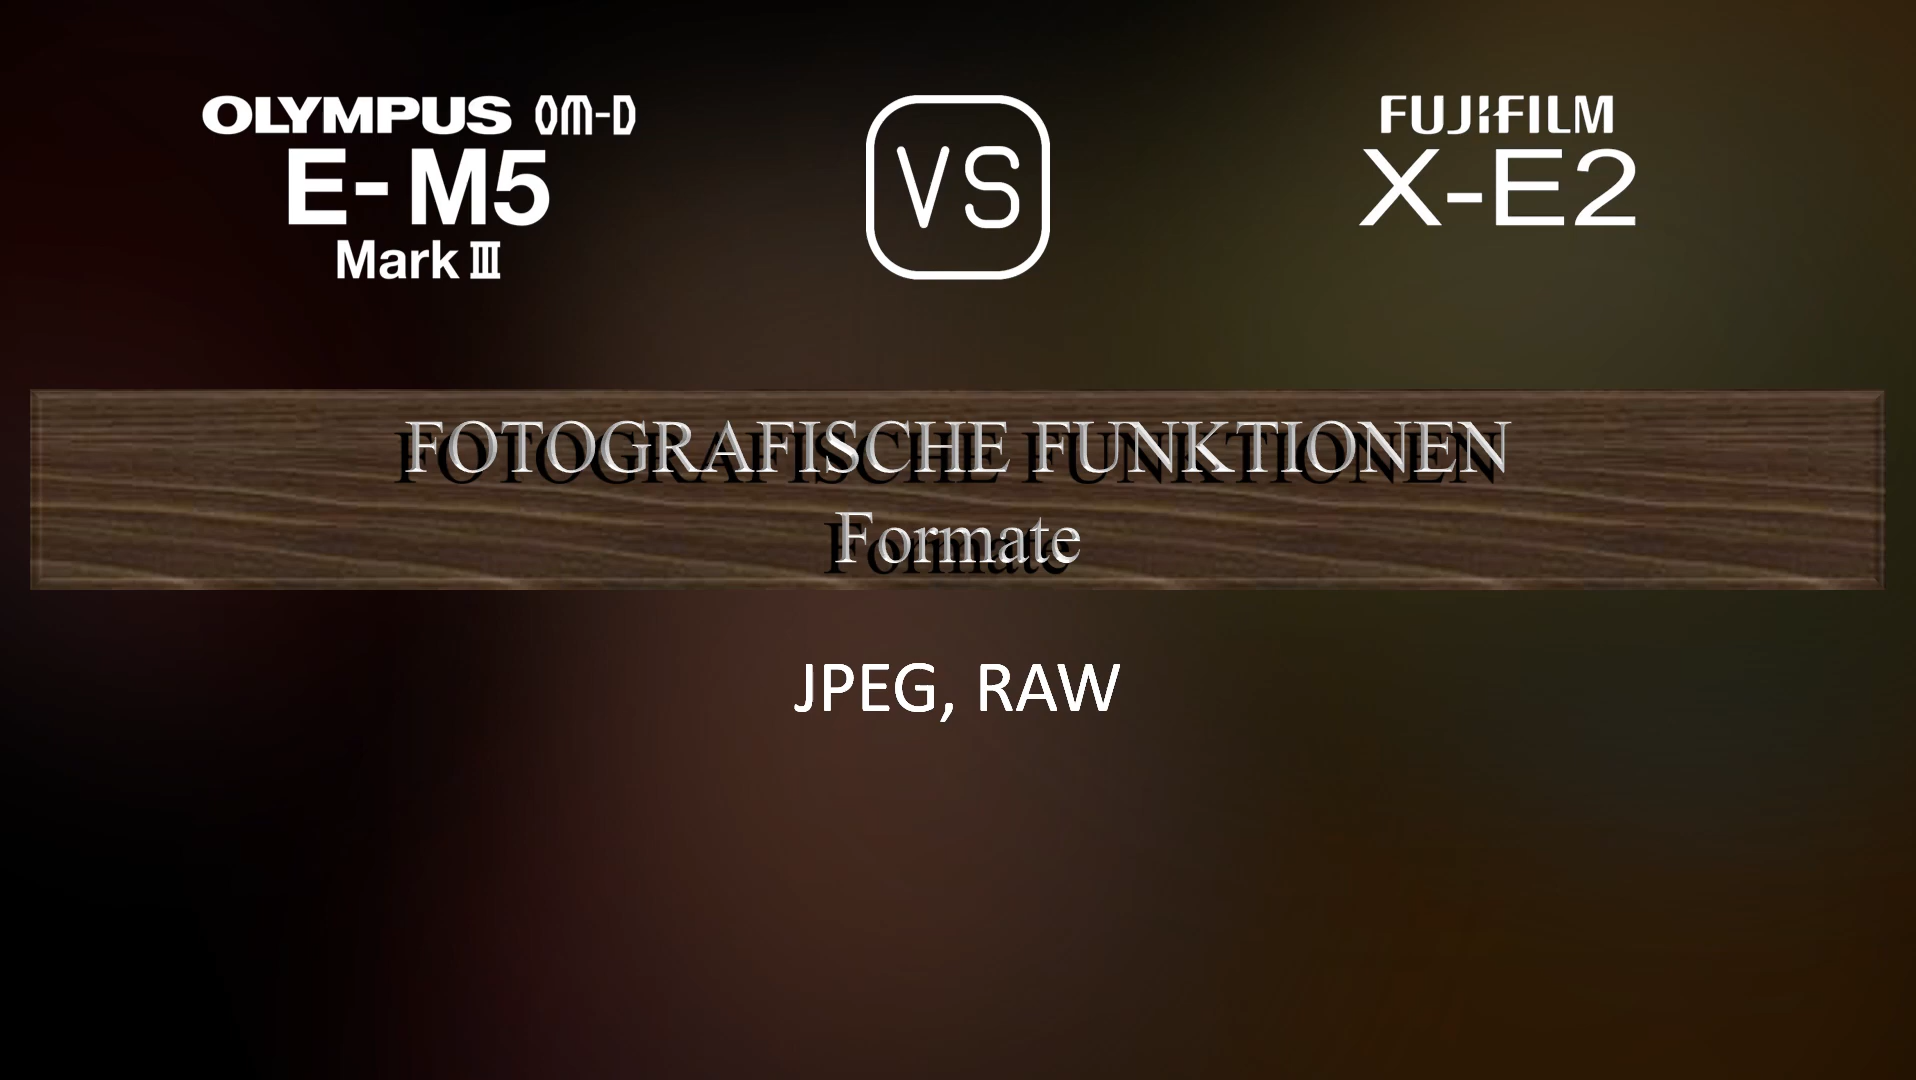 OLYMPUS OM-D
E-M5
Mark III
VS
FUJIFILM
X-E2
FOTOGRAFISCHE FUNKTIONEN
Formate
JPEG, RAW